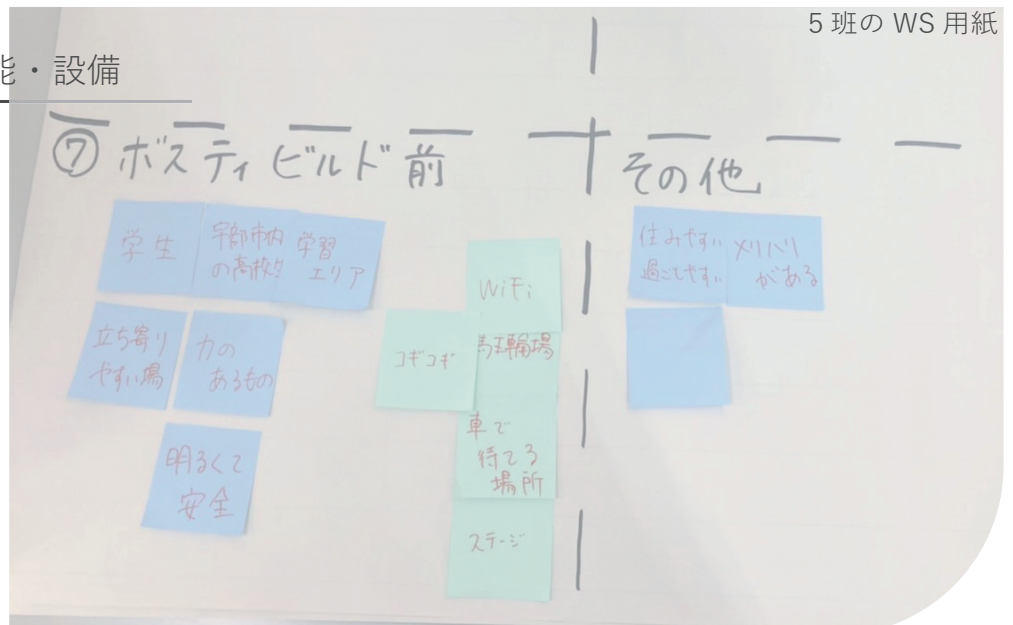 5班のWS用紙
能・設備
⑦ ボスティビルド前
その他
学生
宇部市内
の高校生
学習
エリア
立ち寄り
やすい場
力の
あるもの
明るくて
安全
WiFi
コギコギ
駐輪場
車で
待てる
場所
ステージ
住みやすい
過ごしやすい
メリハリ
がある